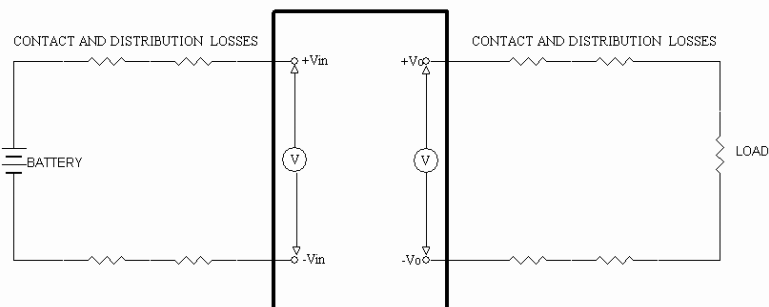 CONTACT AND DISTRIBUTION LOSSES
CONTACT AND DISTRIBUTION LOSSES
+Vin
+Vo
BATTERY
V
V
LOAD
-Vin
-Vo